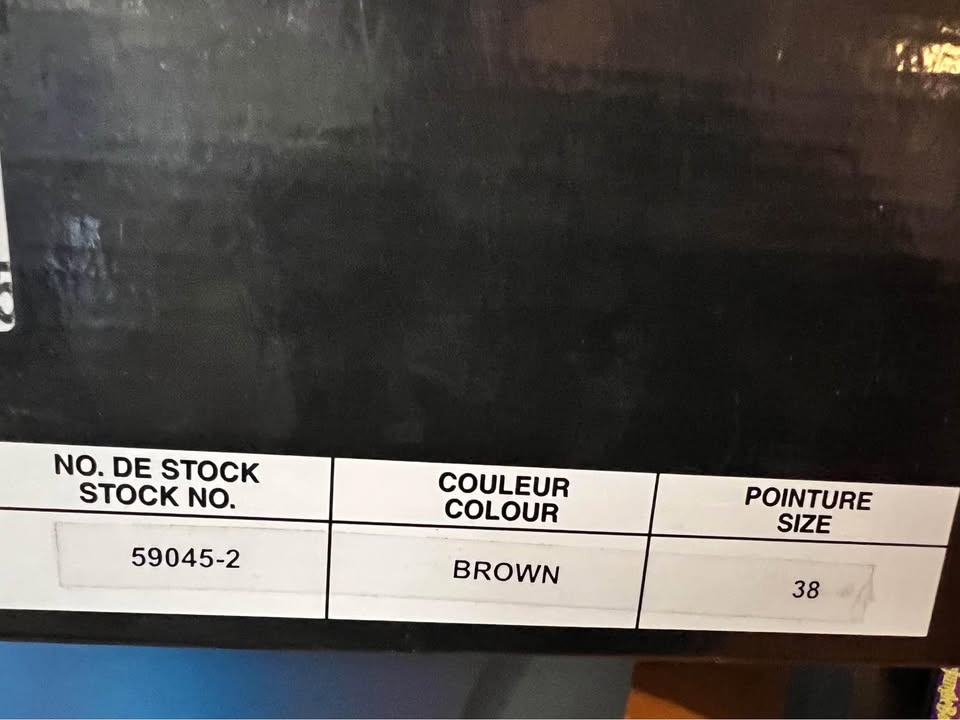 NO. DE STOCK
STOCK NO.
COULEUR
COLOUR
POINTURE
SIZE
59045-2
BROWN
38